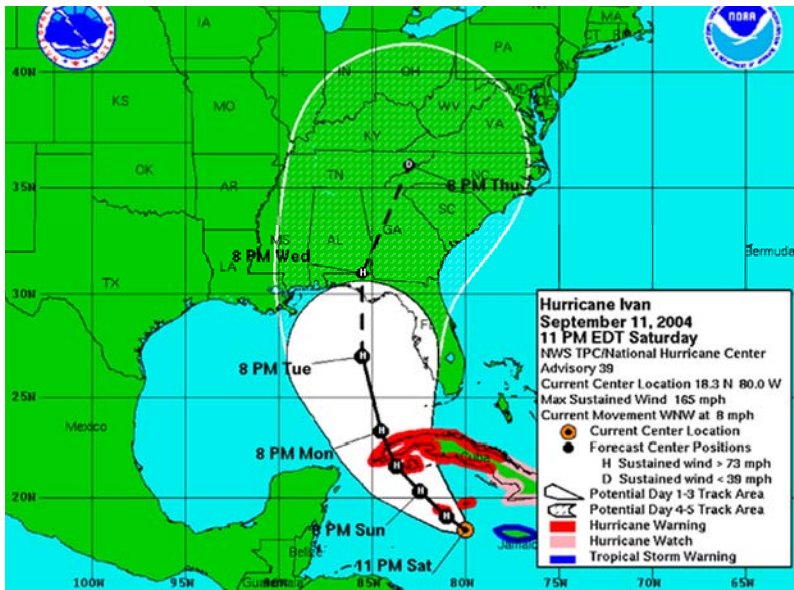 NOAA
IA
IN
OH
PA
MA
CT
MD
DE
40N
KS
MO
WV
VA
KY
OK
TN
NC
35N
AR
8 PM Thu
SC
MS
AL
GA
8 PM Wed
TX
LA
Bermuda
30N
8 PM Tue
25N
Mexico
8 PM Mon
20N
8 PM Sun
Belize
Jamaica
11 PM Sat
100W
95W
85W
80W
75W
65W
Hurricane Ivan
September 11, 2004
11 PM EDT Saturday
NWS TPC/National Hurricane Center
Advisory 39
Current Center Location 18.3 N 80.0 W
Max Sustained Wind 165 mph
Current Movement WNW at 8 mph
Current Center Location
Forecast Center Positions
H Sustained wind > 73 mph
D Sustained wind < 39 mph
Potential Day 1-3 Track Area
Potential Day 4-5 Track Area
Hurricane Warning
Hurricane Watch
Tropical Storm Warning